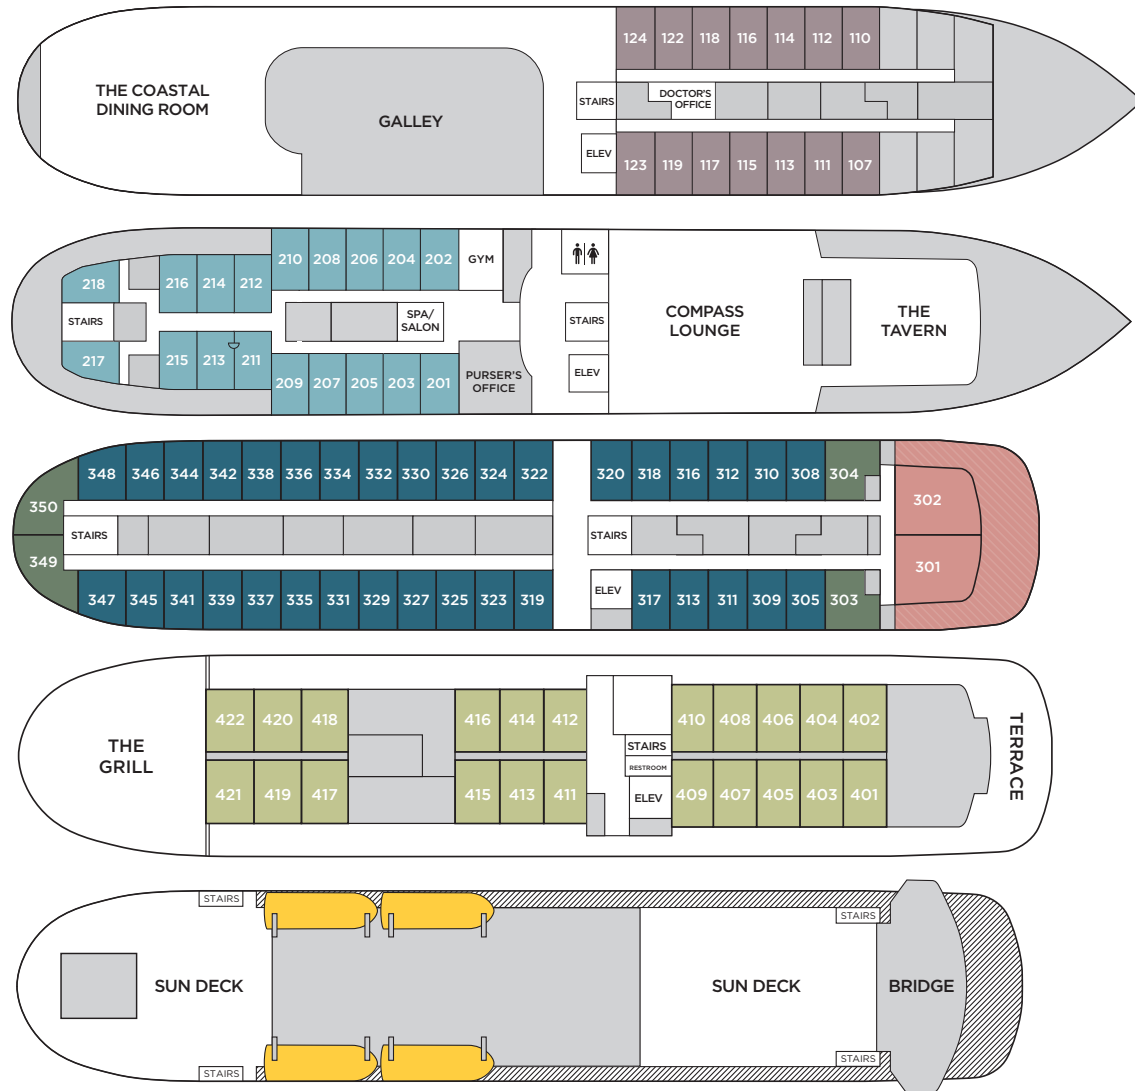 124 122 118 116 114 112 110
THE COASTAL
DINING ROOM
GALLEY
STAIRS
DOCTOR'S
OFFICE
ELEV
123 119 117 115 113 111 107
210 208 206 204 202
GYM
218
216 214 212
STAIRS
SPA/
SALON
STAIRS
COMPASS
LOUNGE
THE
TAVERN
217
215 213 211
209 207 205 203 201
PURSER'S
OFFICE
ELEV
348 346 344 342 338 336 334 332 330 326 324 322
320 318 316 312 310 308 304
350
302
STAIRS
STAIRS
349
301
ELEV
347 345 341 339 337 335 331 329 327 325 323 319
317 313 311 309 305 303
422 420 418
416 414 412
410 408 406 404 402
THE
GRILL
STAIRS
RESTROOM
ELEV
TERRACE
421 419 417
415 413 411
409 407 405 403 401
STAIRS
STAIRS
SUN DECK
SUN DECK
BRIDGE
STAIRS
STAIRS